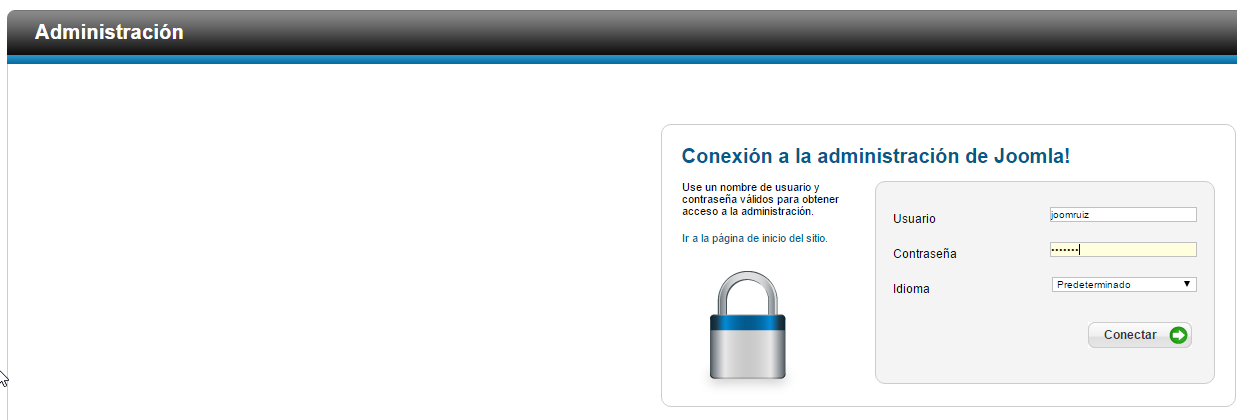 Administración
Conexión a la administración de Joomla!
Use un nombre de usuario y
contraseña válidos para obtener
acceso a la administración.
Ir a la página de inicio del sitio.
Usuario
joomruiz
Contraseña
•••••••
Idioma
Predeterminado
Conectar